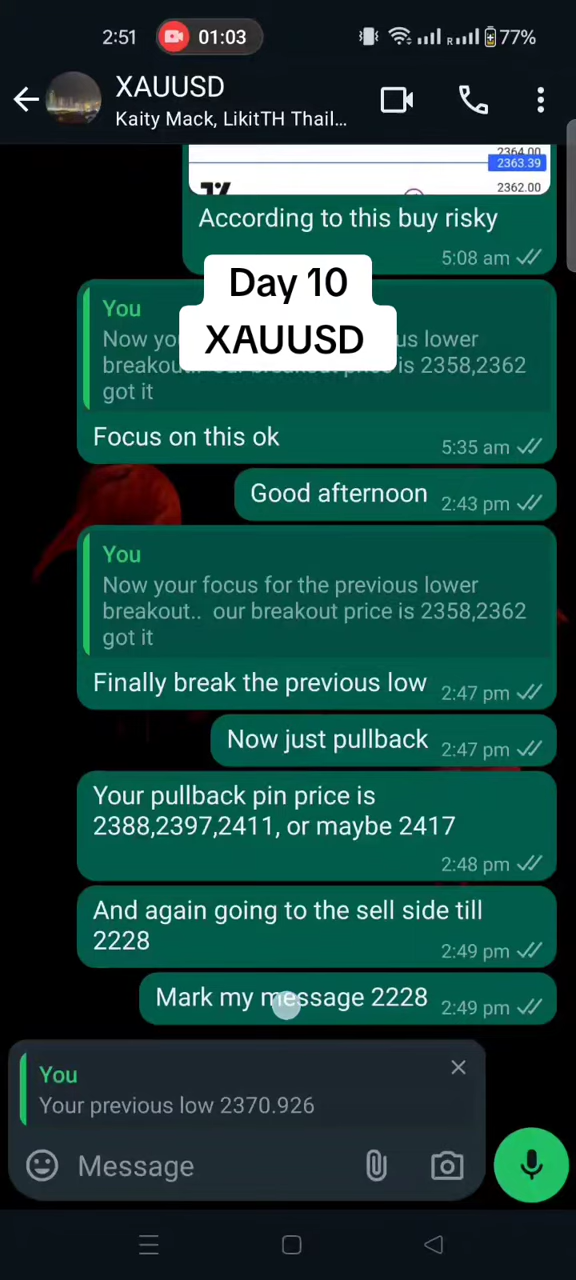 2:51 01:03 R 77%
XAUUSD
Kaity Mack, LikitTH Thail...
2364.00
2363.39
2362.00
According to this buy risky
5:08 am
Day 10
XAUUSD
You
Now you us lower
breakout.. our breakout price is 2358,2362
got it
Focus on this ok
5:35 am
Good afternoon 2:43 pm
You
Now your focus for the previous lower
breakout.. our breakout price is 2358,2362
got it
Finally break the previous low 2:47 pm
Now just pullback 2:47 pm
Your pullback pin price is
2388,2397,2411, or maybe 2417
2:48 pm
And again going to the sell side till
2228
2:49 pm
Mark my message 2228 2:49 pm
You
Your previous low 2370.926
Message